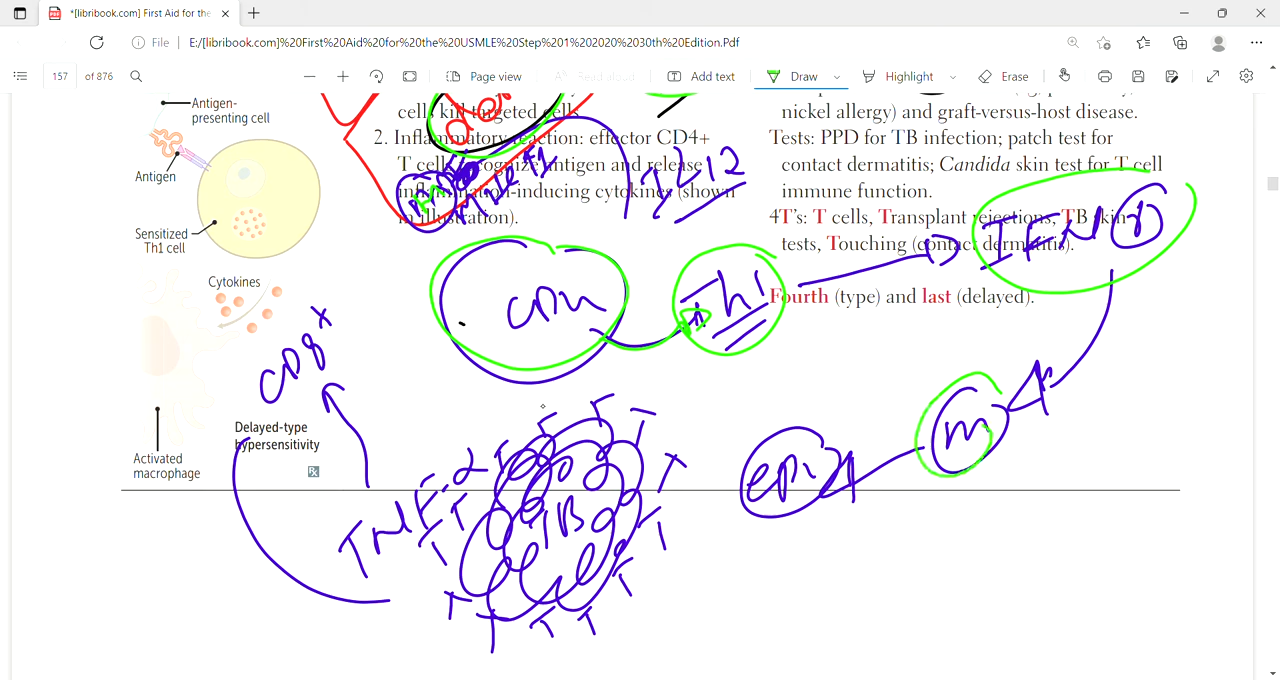 *[libribook.com] First Aid for the
File
E:/[libribook.com]%20First%20Aid%20for%20the%20USMLE%20Step%201%202020%2030th%20Edition.Pdf
157 of 876
Page view
Read aloud
Add text
Draw
Highlight
Erase
Antigen-
presenting cell
Antigen
Sensitized
Th1 cell
Cytokines
Activated
macrophage
Delayed-type
hypersensitivity
cells kill targeted cells.
2. Inflammatory reaction: effector CD4+
T cells recognize antigen and release
inflammation-inducing cytokines (shown
in illustration).
nickel allergy) and graft-versus-host disease.
Tests: PPD for TB infection; patch test for
contact dermatitis; Candida skin test for T cell
immune function.
4T's: T cells, Transplant rejections, TB skin
tests, Touching (contact dermatitis).
Fourth (type) and last (delayed).
12
Th1
IFN γ
CD8+
m
epi
TNF-α
TB
T T T T T T T T T T T